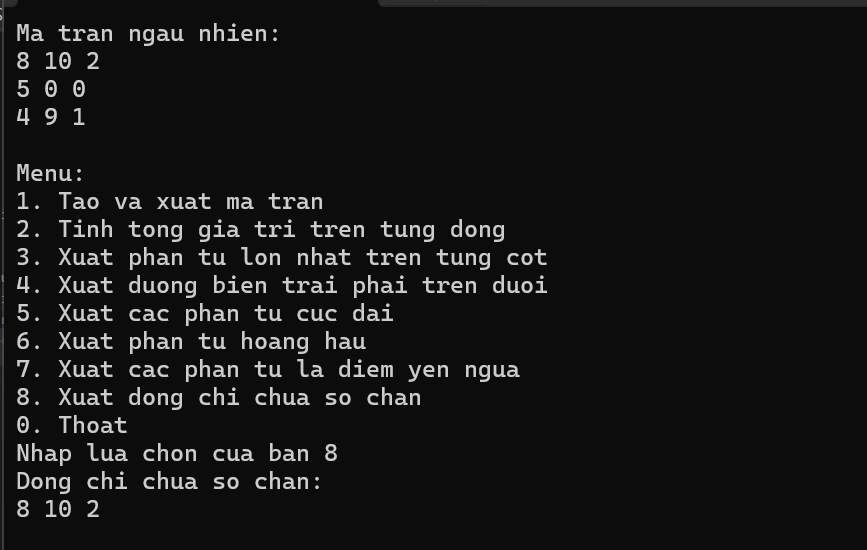 Ma tran ngau nhien:
8 10 2
5 0 0
4 9 1
Menu:
1. Tao va xuat ma tran
2. Tinh tong gia tri tren tung dong
3. Xuat phan tu lon nhat tren tung cot
4. Xuat duong bien trai phai tren duoi
5. Xuat cac phan tu cuc dai
6. Xuat phan tu hoang hau
7. Xuat cac phan tu la diem yen ngua
8. Xuat dong chi chua so chan
0. Thoat
Nhap lua chon cua ban 8
Dong chi chua so chan:
8 10 2